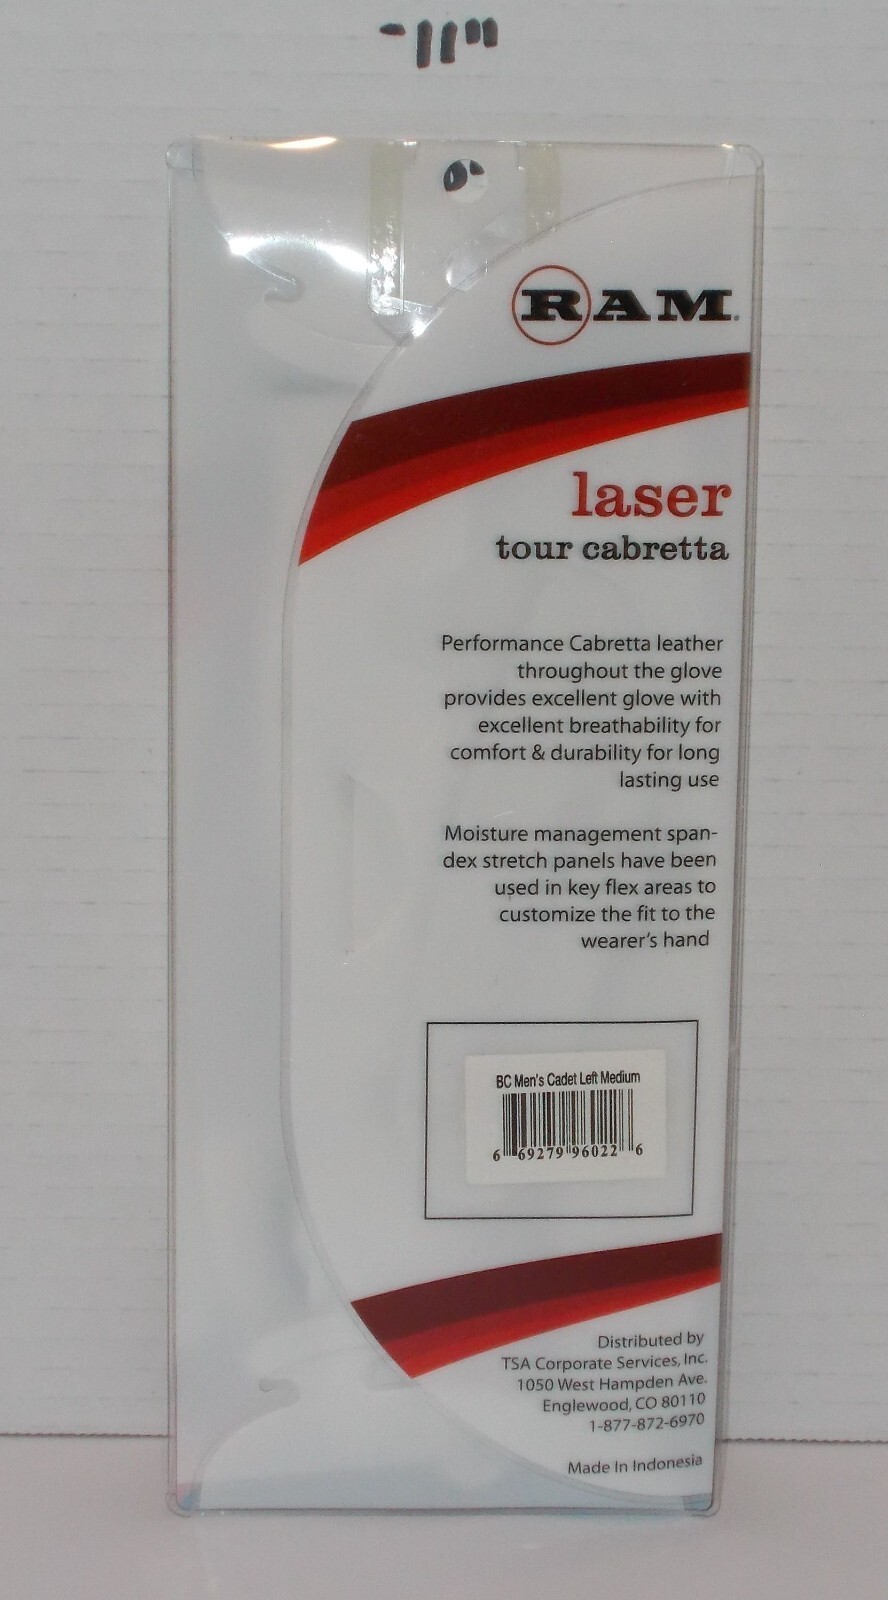 -11"
RAM
laser
tour cabretta
Performance Cabretta leather
throughout the glove
provides excellent glove with
excellent breathability for
comfort & durability for long
lasting use
Moisture management span-
dex stretch panels have been
used in key flex areas to
customize the fit to the
wearer's hand
BC Men's Cadet Left Medium
6 69279 96022 6
Distributed by
TSA Corporate Services, Inc.
1050 West Hampden Ave.
Englewood, CO 80110
1-877-872-6970
Made In Indonesia